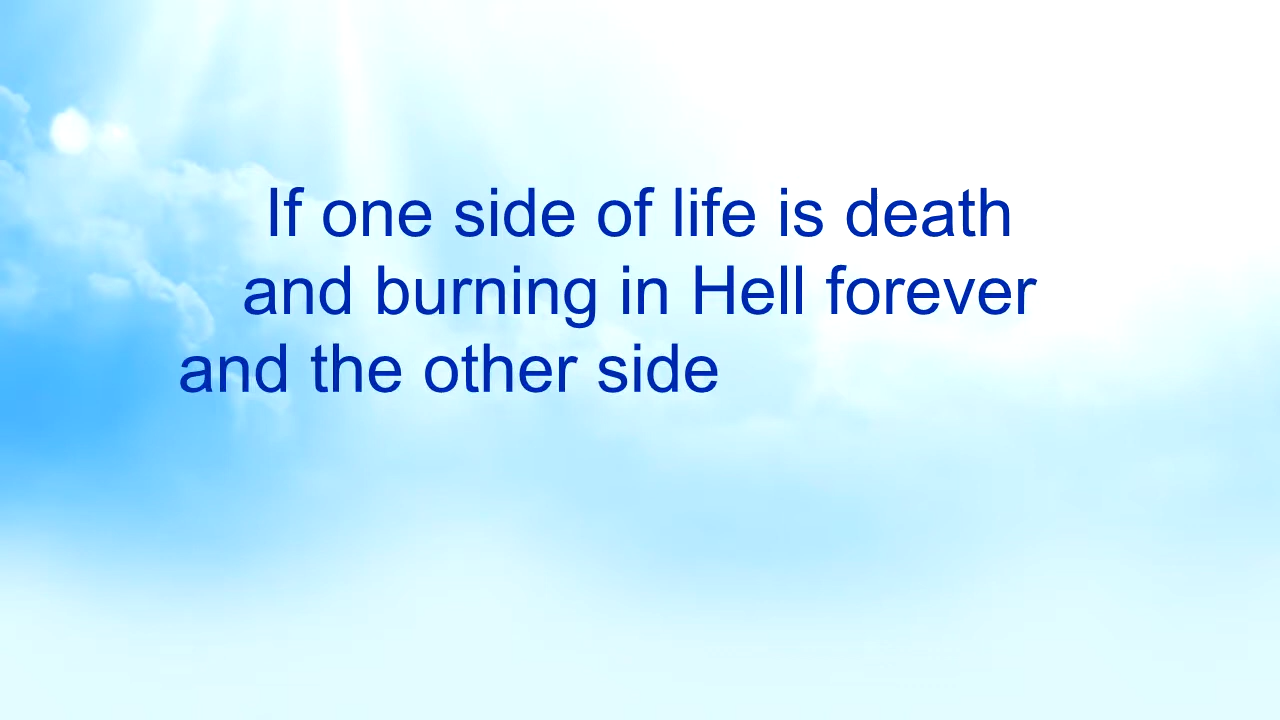 If one side of life is death
and burning in Hell forever
and the other side